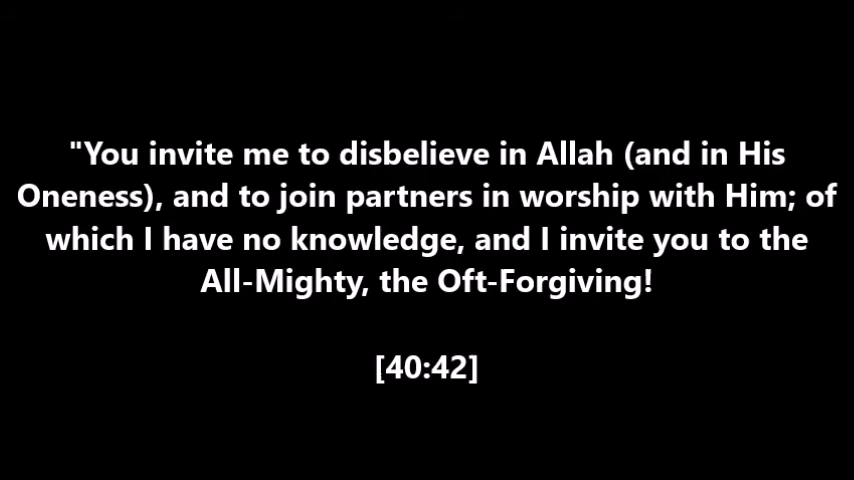 "You invite me to disbelieve in Allah (and in His
Oneness), and to join partners in worship with Him; of
which I have no knowledge, and I invite you to the
All-Mighty, the Oft-Forgiving!
[40:42]